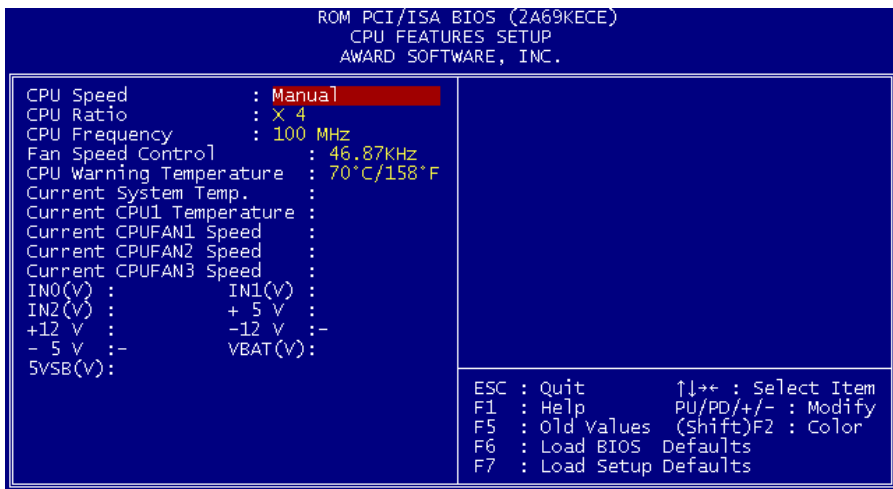 ROM PCI/ISA BIOS (2A69KECE)
CPU FEATURES SETUP
AWARD SOFTWARE, INC.
CPU Speed : Manual
CPU Ratio : X 4
CPU Frequency : 100 MHz
Fan Speed Control : 46.87KHz
CPU Warning Temperature : 70°C/158°F
Current System Temp. :
Current CPU1 Temperature :
Current CPUFAN1 Speed :
Current CPUFAN2 Speed :
Current CPUFAN3 Speed :
IN0(V) : IN1(V) :
IN2(V) : + 5 V :
+12 V : -12 V :-
- 5 V :- VBAT(V):
5VSB(V):
ESC : Quit ↑↓→← : Select Item
F1 : Help PU/PD/+/- : Modify
F5 : Old Values (Shift)F2 : Color
F6 : Load BIOS Defaults
F7 : Load Setup Defaults